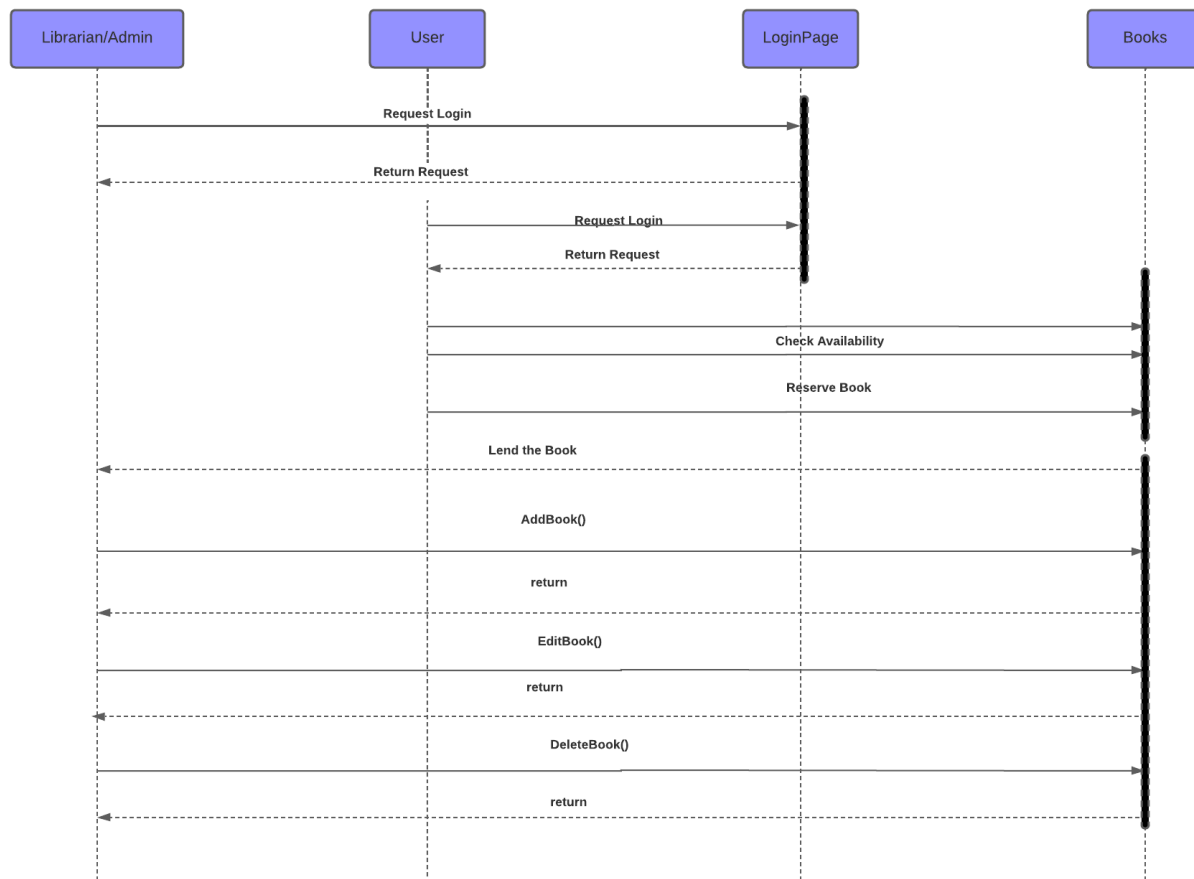 Librarian/Admin
User
LoginPage
Books
Request Login
Return Request
Request Login
Return Request
Check Availability
Reserve Book
Lend the Book
AddBook()
return
EditBook()
return
DeleteBook()
return